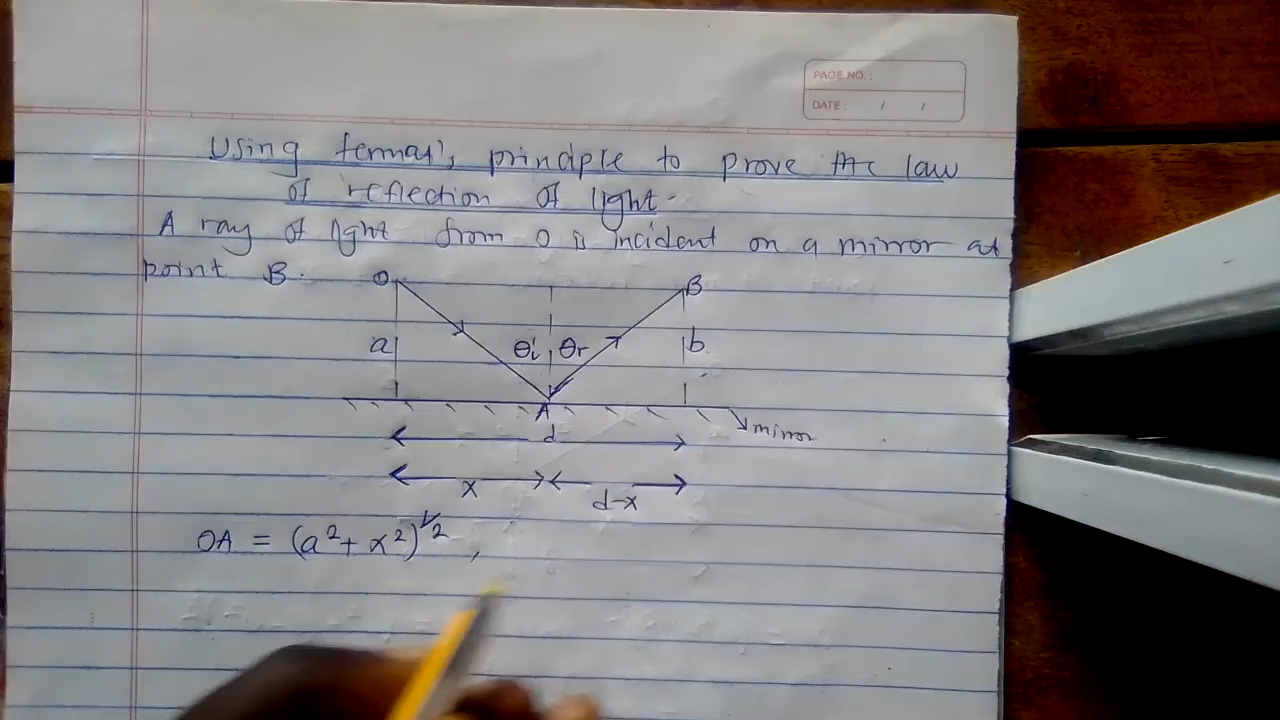 PAGE NO. :
DATE : / /
Using fermat's principle to prove the law
of reflection of light.
A ray of light from O is incident on a mirror at
point B.
O B
a θi θr b
A
mirror
d
x d-x
OA = (a²+ x²)^½ ,